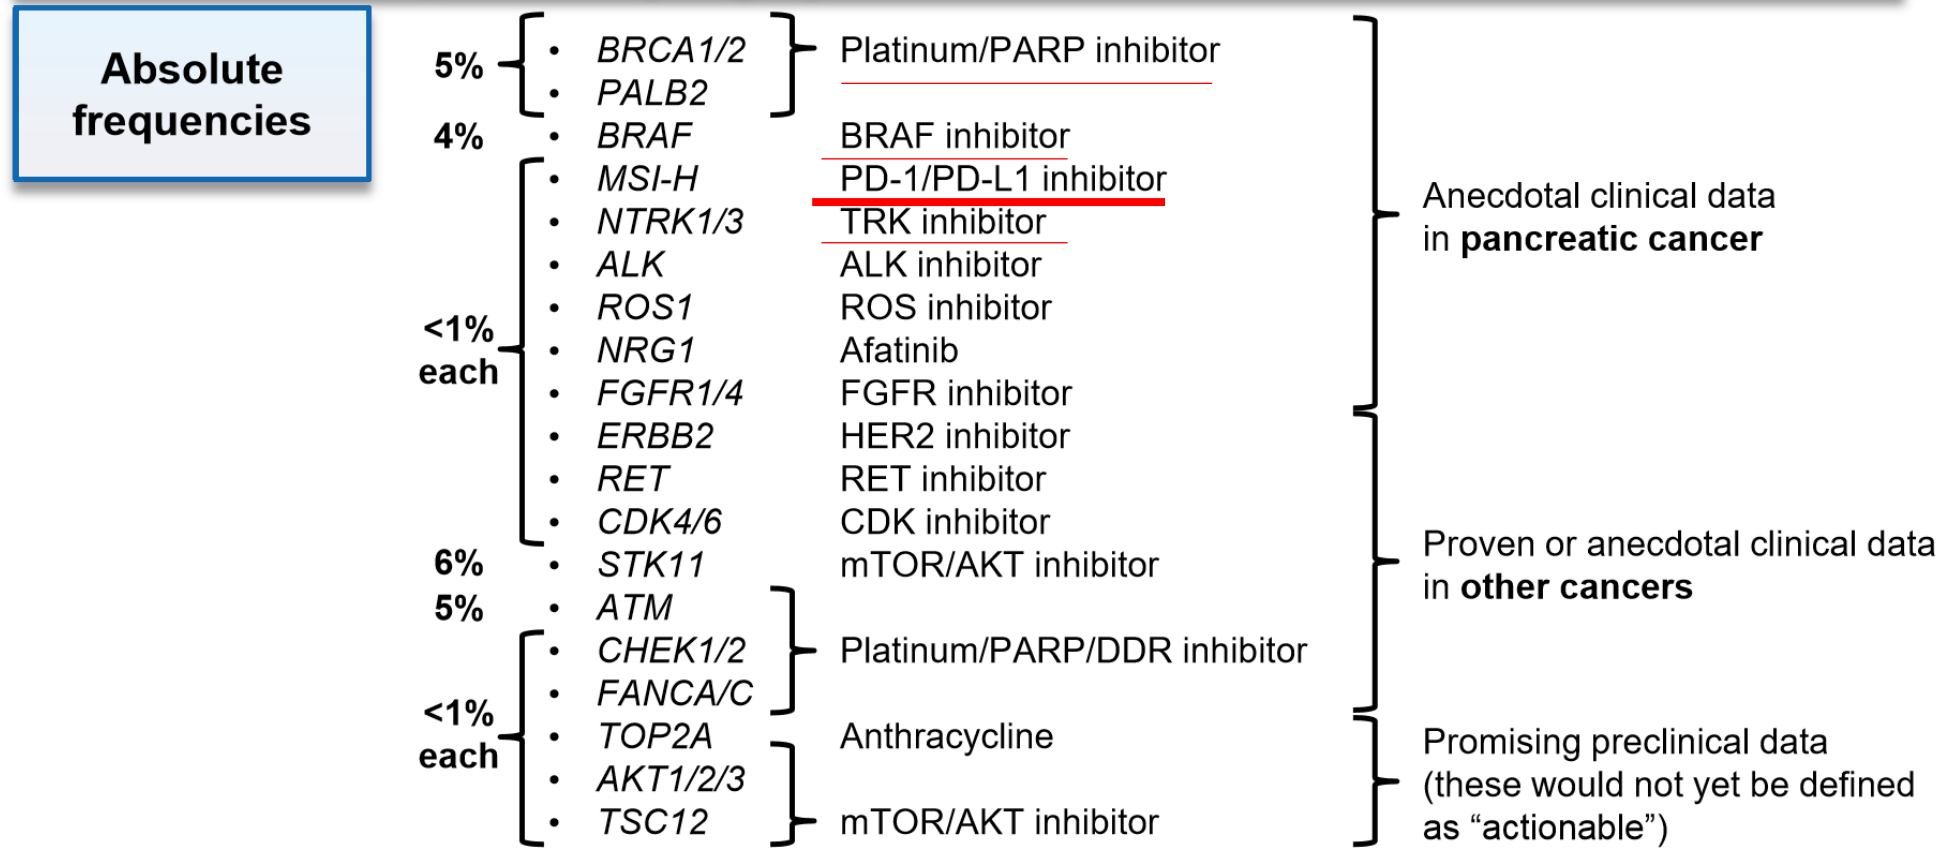 Absolute
frequencies
5%
• BRCA1/2 Platinum/PARP inhibitor
• PALB2
4% • BRAF BRAF inhibitor
• MSI-H PD-1/PD-L1 inhibitor
• NTRK1/3 TRK inhibitor
• ALK ALK inhibitor
• ROS1 ROS inhibitor
<1%
each
• NRG1 Afatinib
• FGFR1/4 FGFR inhibitor
• ERBB2 HER2 inhibitor
• RET RET inhibitor
• CDK4/6 CDK inhibitor
6% • STK11 mTOR/AKT inhibitor
5% • ATM
• CHEK1/2 Platinum/PARP/DDR inhibitor
• FANCA/C
<1%
each
• TOP2A Anthracycline
• AKT1/2/3
• TSC12 mTOR/AKT inhibitor
Anecdotal clinical data
in pancreatic cancer
Proven or anecdotal clinical data
in other cancers
Promising preclinical data
(these would not yet be defined
as “actionable”)